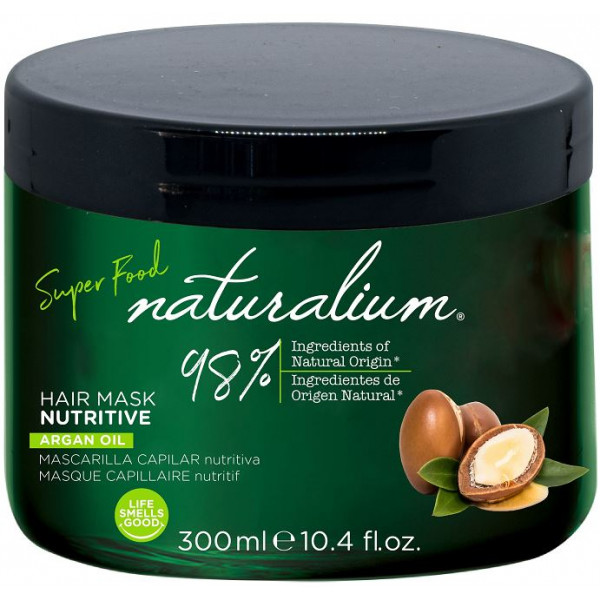 Super Food
naturalium®
98%
Ingredients of
Natural Origin*
Ingredientes de
Origen Natural*
HAIR MASK
NUTRITIVE
ARGAN OIL
MASCARILLA CAPILAR nutritiva
MASQUE CAPILLAIRE nutritif
LIFE
SMELLS
GOOD
300ml ℮ 10.4 fl.oz.